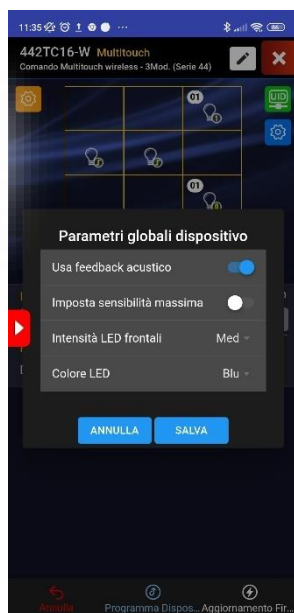 11:35
442TC16-W Multitouch
Comando Multitouch wireless - 3Mod. (Serie 44)
UID
01
01
Parametri globali dispositivo
Usa feedback acustico
Imposta sensibilità massima
Intensità LED frontali Med
Colore LED Blu
ANNULLA SALVA
Annulla Programma Dispos... Aggiornamento Fir...